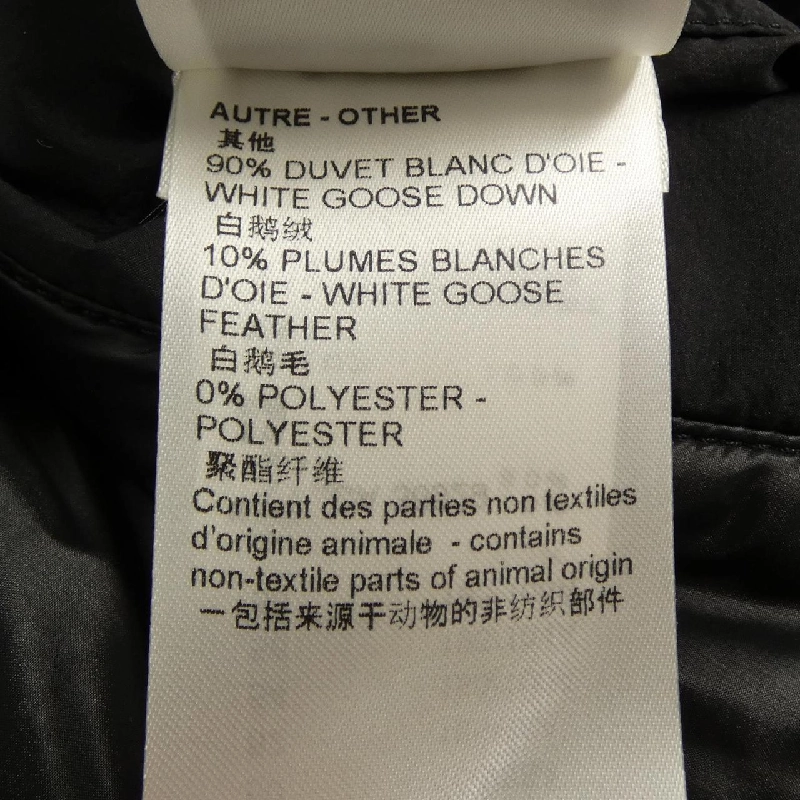 AUTRE - OTHER
其他
90% DUVET BLANC D'OIE -
WHITE GOOSE DOWN
白鹅绒
10% PLUMES BLANCHES
D'OIE - WHITE GOOSE
FEATHER
白鹅毛
0% POLYESTER -
POLYESTER
聚酯纤维
Contient des parties non textiles
d'origine animale - contains
non-textile parts of animal origin
一包括来源于动物的非纺织部件